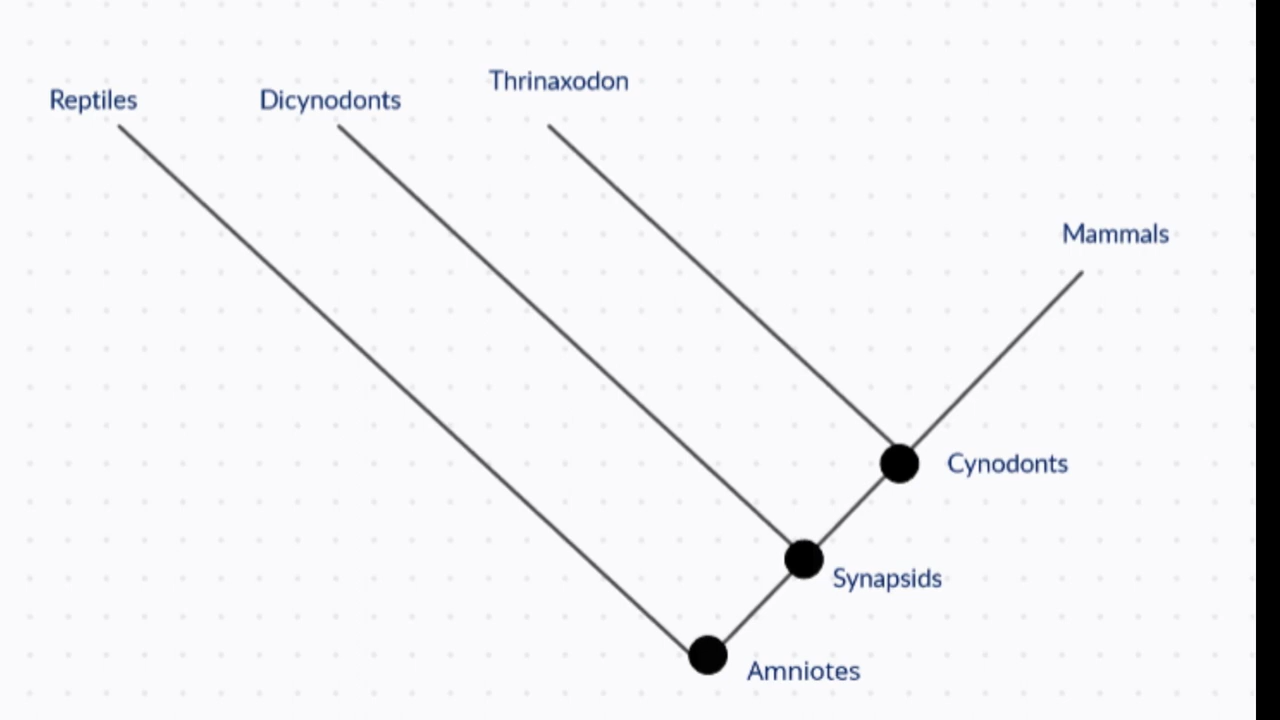 Thrinaxodon
Reptiles
Dicynodonts
Mammals
Cynodonts
Synapsids
Amniotes